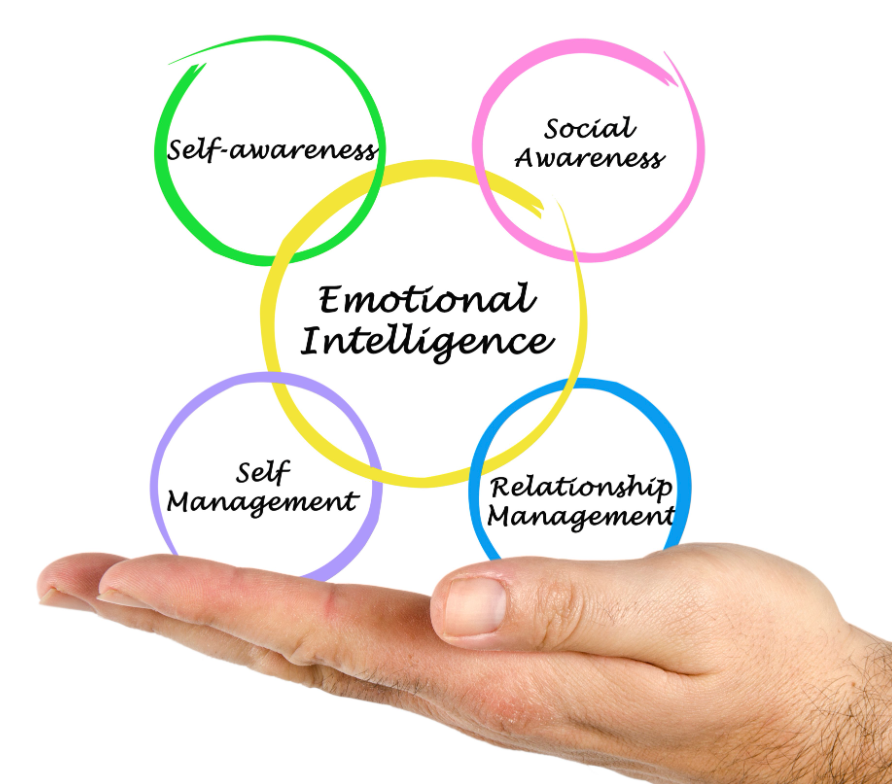 Self-awareness
Social
Awareness
Emotional
Intelligence
Self
Management
Relationship
Management